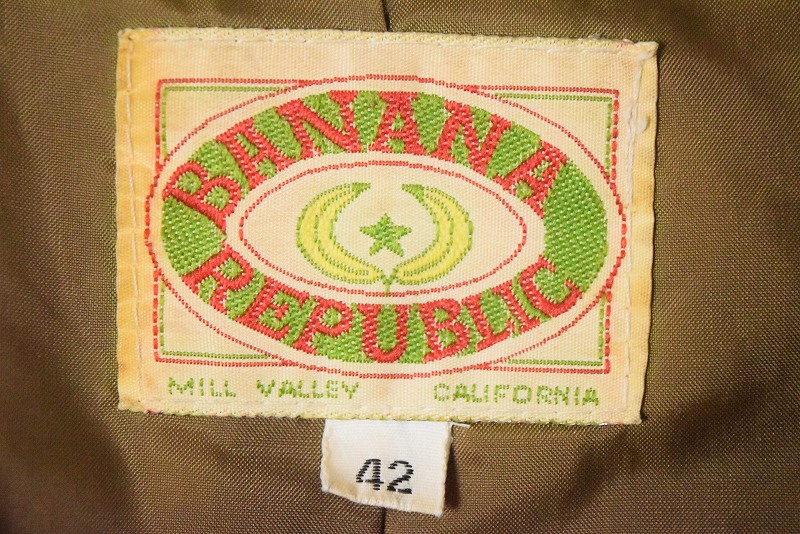 BANANA
REPUBLIC
MILL VALLEY CALIFORNIA
42